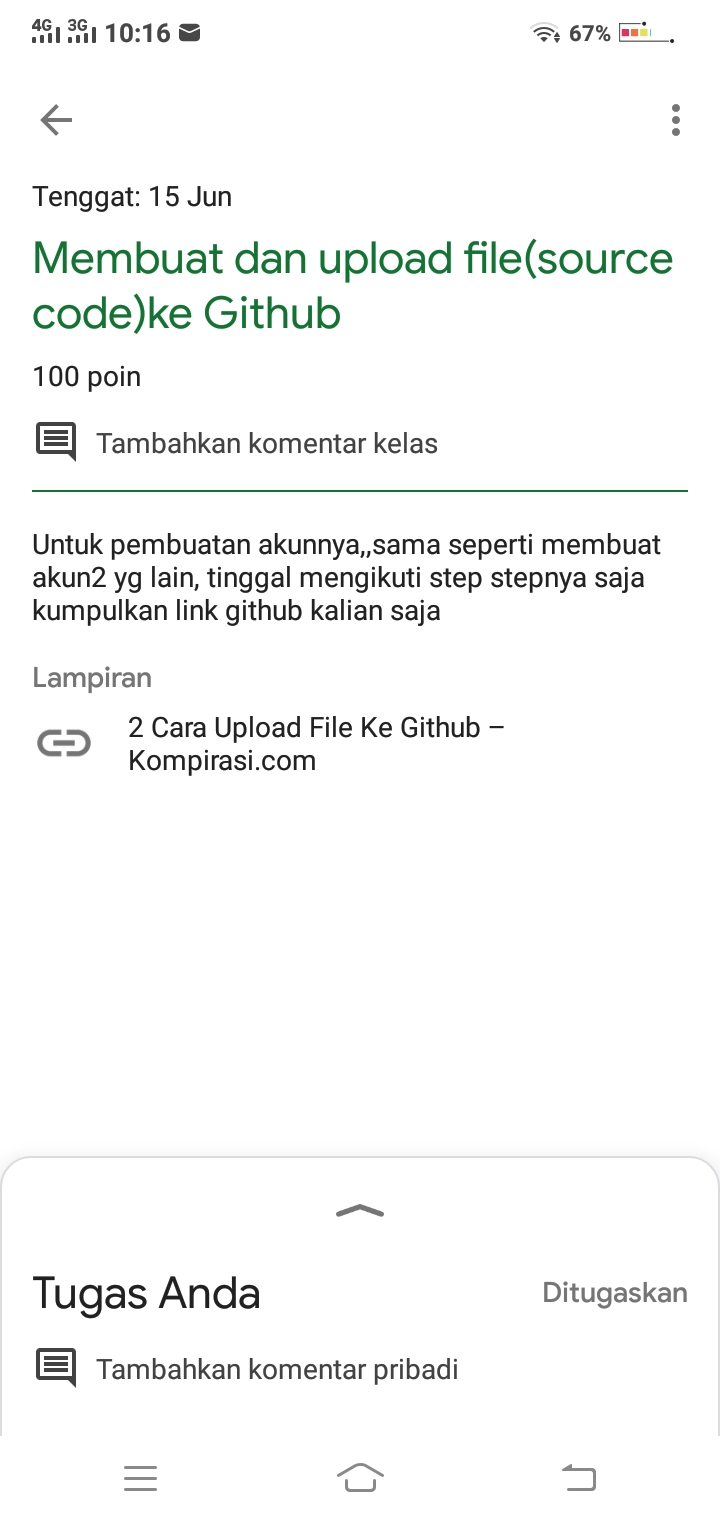 4G 3G 10:16 67%
Tenggat: 15 Jun
Membuat dan upload file(source
code)ke Github
100 poin
Tambahkan komentar kelas
Untuk pembuatan akunnya,,sama seperti membuat
akun2 yg lain, tinggal mengikuti step stepnya saja
kumpulkan link github kalian saja
Lampiran
2 Cara Upload File Ke Github –
Kompirasi.com
Tugas Anda
Ditugaskan
Tambahkan komentar pribadi